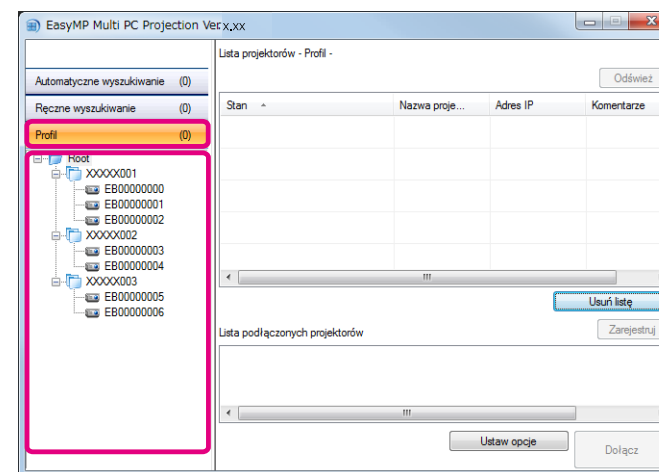 EasyMP Multi PC Projection Ver.x.xx
Lista projektorów - Profil -
Odśwież
Automatyczne wyszukiwanie (0)
Ręczne wyszukiwanie (0)
Profil (0)
Stan Nazwa proje... Adres IP Komentarze
Root
XXXXX001
EB00000000
EB00000001
EB00000002
XXXXX002
EB00000003
EB00000004
XXXXX003
EB00000005
EB00000006
Usuń listę
Lista podłączonych projektorów
Zarejestruj
Ustaw opcje
Dołącz